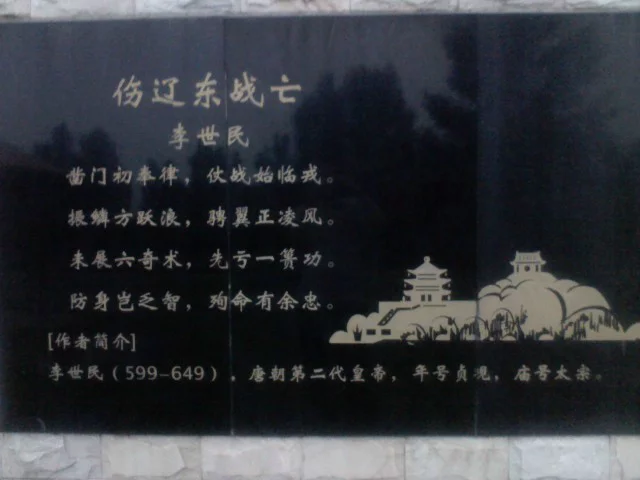 伤辽东战亡
李世民
凿门初奉律，仗战始临戎。
振鳞方跃浪，骋翼正凌风。
未展六奇术，先亏一篑功。
防身岂乏智，殉命有余忠。
[作者简介]
李世民（599-649），唐朝第二代皇帝，年号贞观，庙号太宗。